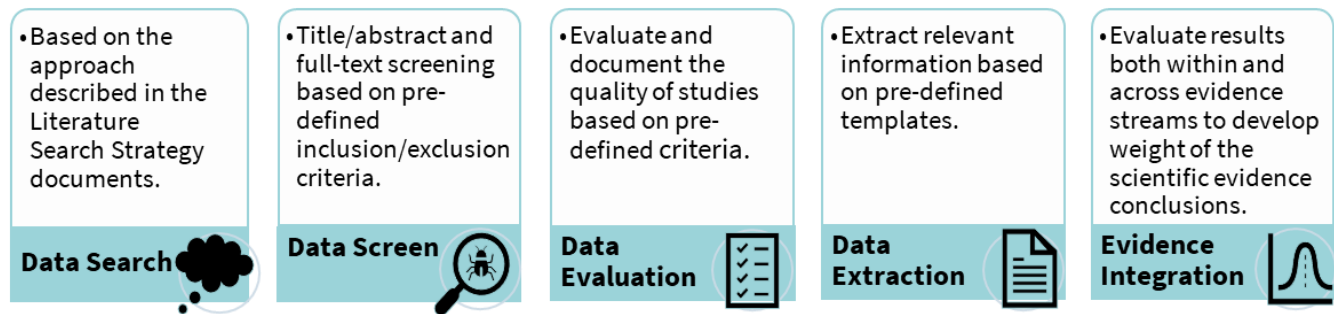 •Based on the
approach
described in the
Literature
Search Strategy
documents.
Data Search
•Title/abstract and
full-text screening
based on pre-
defined
inclusion/exclusion
criteria.
Data Screen
•Evaluate and
document the
quality of studies
based on pre-
defined criteria.
Data
Evaluation
•Extract relevant
information based
on pre-defined
templates.
Data
Extraction
•Evaluate results
both within and
across evidence
streams to develop
weight of the
scientific evidence
conclusions.
Evidence
Integration